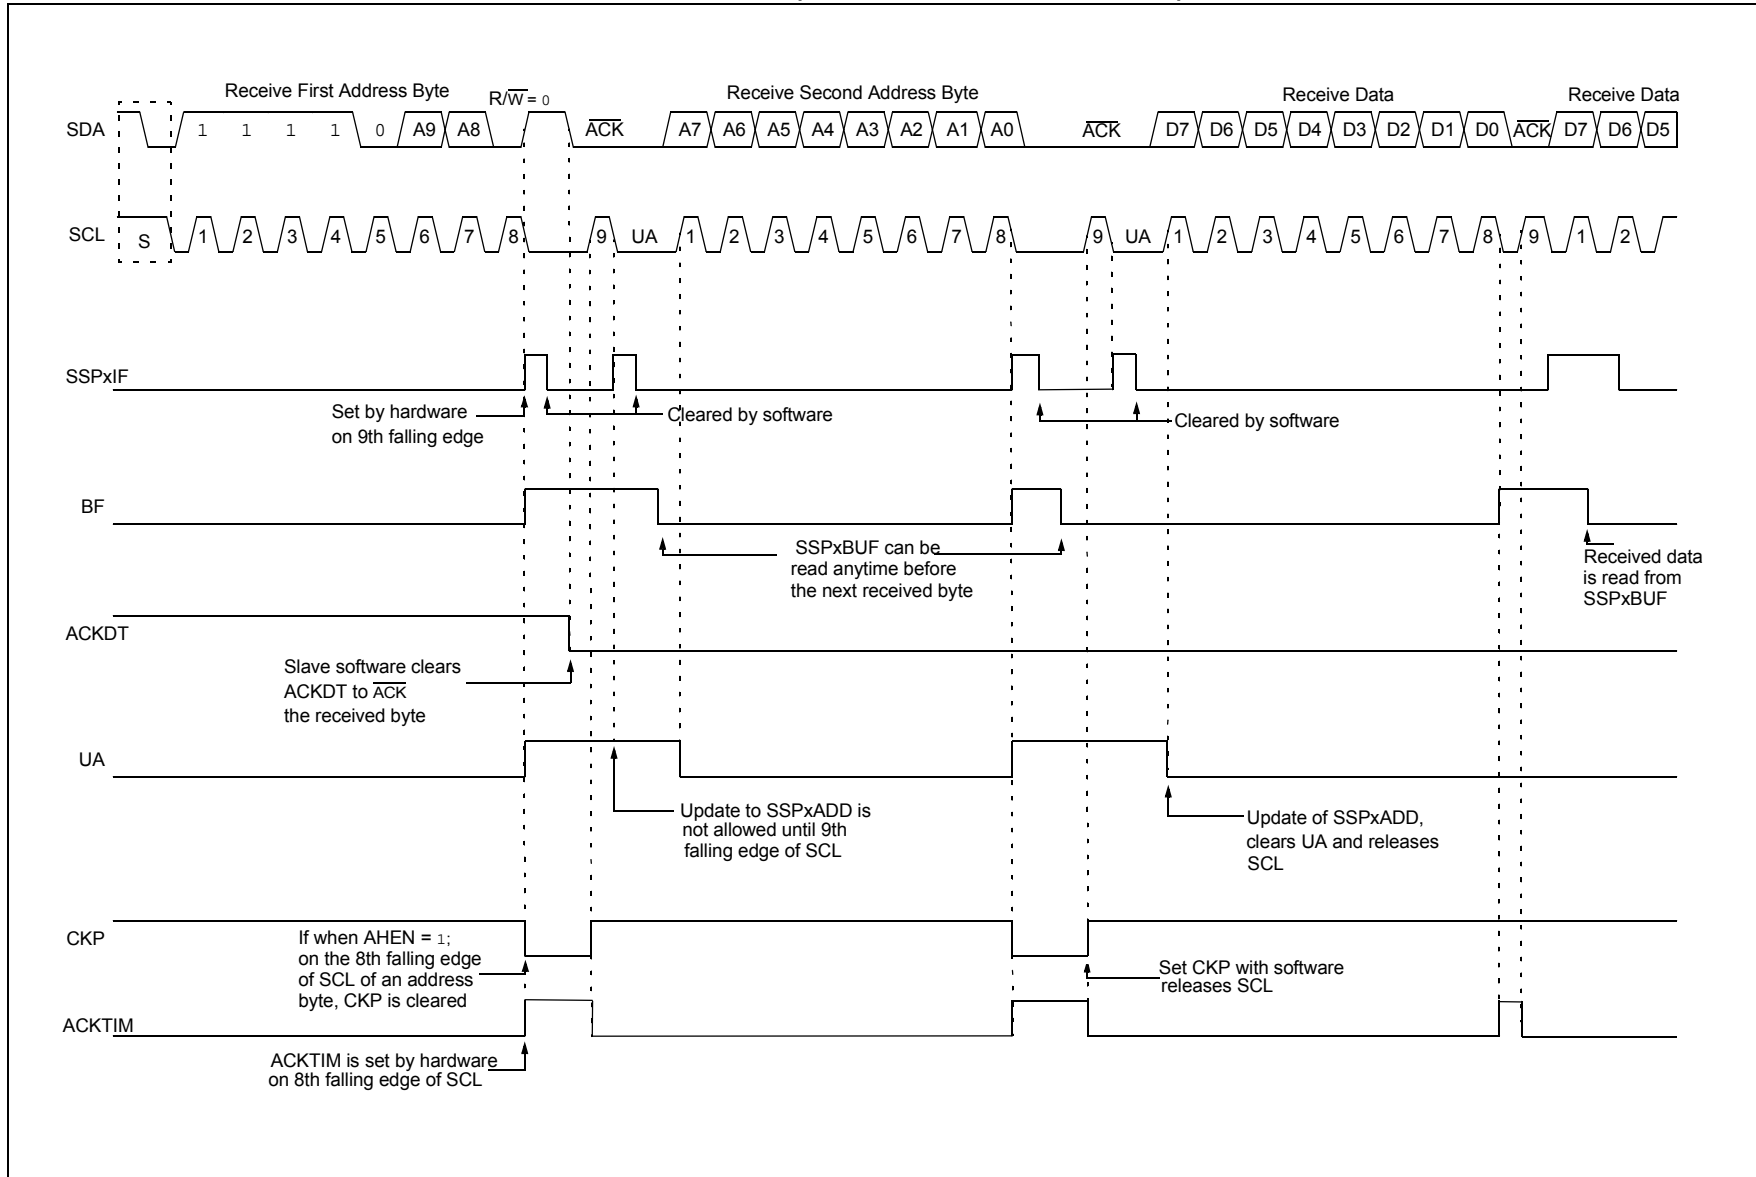 Receive First Address Byte
R/W = 0
Receive Second Address Byte
Receive Data
Receive Data
SDA
1 1 1 1 0 A9 A8
ACK
A7 A6 A5 A4 A3 A2 A1 A0
ACK
D7 D6 D5 D4 D3 D2 D1 D0
ACK
D7 D6 D5
SCL
S
1 2 3 4 5 6 7 8
9
UA
1 2 3 4 5 6 7 8
9
UA
1 2 3 4 5 6 7 8
9
1 2
SSPxIF
Set by hardware
on 9th falling edge
Cleared by software
Cleared by software
BF
SSPxBUF can be
read anytime before
the next received byte
Received data
is read from
SSPxBUF
ACKDT
Slave software clears
ACKDT to ACK
the received byte
UA
Update to SSPxADD is
not allowed until 9th
falling edge of SCL
Update of SSPxADD,
clears UA and releases
SCL
CKP
If when AHEN = 1;
on the 8th falling edge
of SCL of an address
byte, CKP is cleared
Set CKP with software
releases SCL
ACKTIM
ACKTIM is set by hardware
on 8th falling edge of SCL